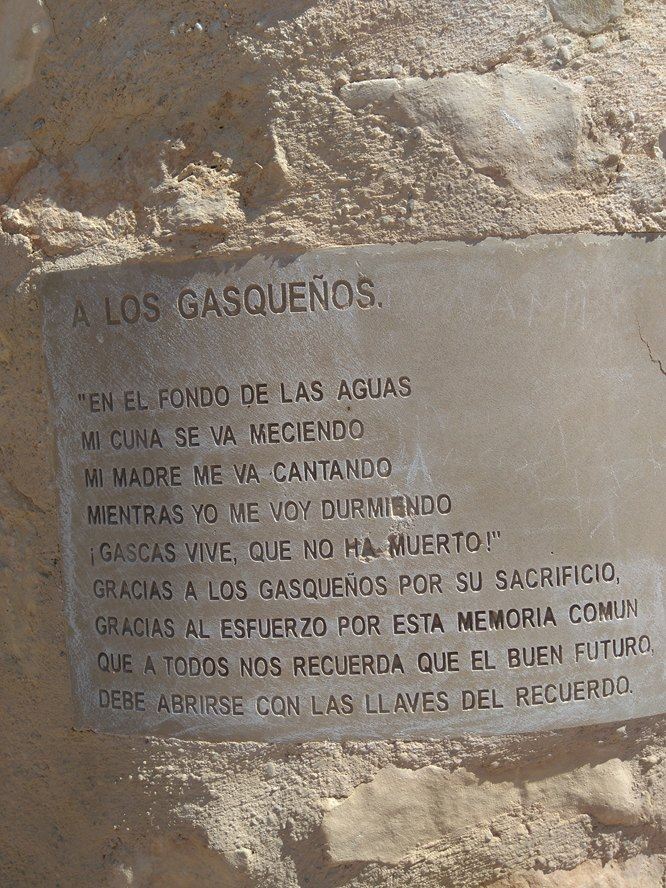 A LOS GASQUEÑOS.
"EN EL FONDO DE LAS AGUAS
MI CUNA SE VA MECIENDO
MI MADRE ME VA CANTANDO
MIENTRAS YO ME VOY DURMIENDO
¡GASCAS VIVE, QUE NO HA MUERTO!"
GRACIAS A LOS GASQUEÑOS POR SU SACRIFICIO,
GRACIAS AL ESFUERZO POR ESTA MEMORIA COMUN
QUE A TODOS NOS RECUERDA QUE EL BUEN FUTURO,
DEBE ABRIRSE CON LAS LLAVES DEL RECUERDO.